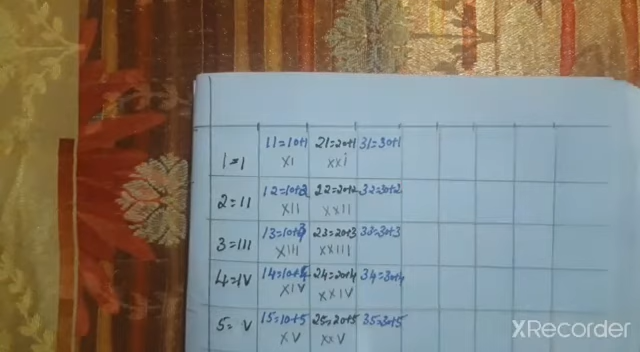 1=I 11=10+1 21=20+1 31=30+1
XI XXi
2=II 12=10+2 22=20+2 32=30+2
XII XXII
3=III 13=10+3 23=20+3 33=30+3
XIII XXIII
4=IV 14=10+4 24=20+4 34=30+4
XIV XXIV
5=V 15=10+5 25=20+5 35=30+5
XV XXV
XRecorder